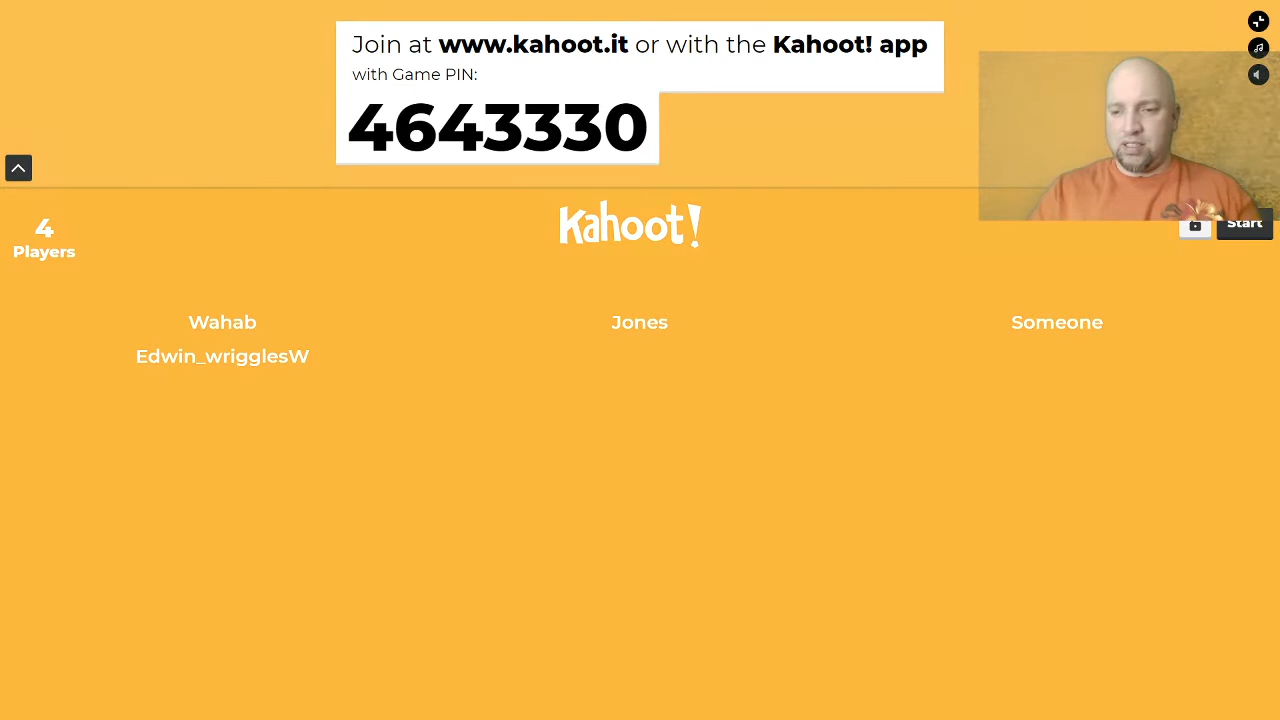 Join at www.kahoot.it or with the Kahoot! app
with Game PIN:
4643330
4
Players
Kahoot!
Start
Wahab
Jones
Someone
Edwin_wrigglesW